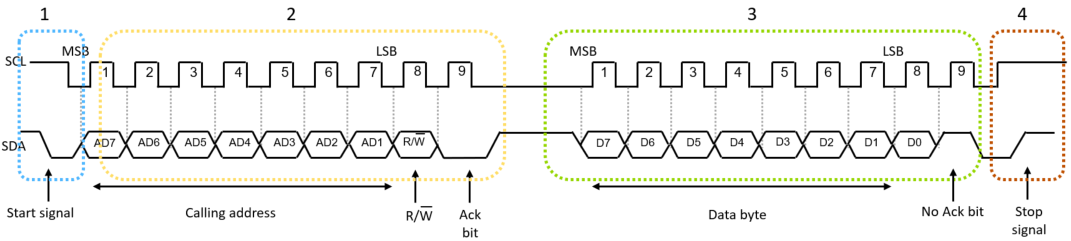 1 2 3 4
MSB LSB MSB LSB
SCL 1 2 3 4 5 6 7 8 9 1 2 3 4 5 6 7 8 9
SDA AD7 AD6 AD5 AD4 AD3 AD2 AD1 R/W̅ D7 D6 D5 D4 D3 D2 D1 D0
Start signal Calling address R/W̅ Ack Data byte No Ack bit Stop
bit signal